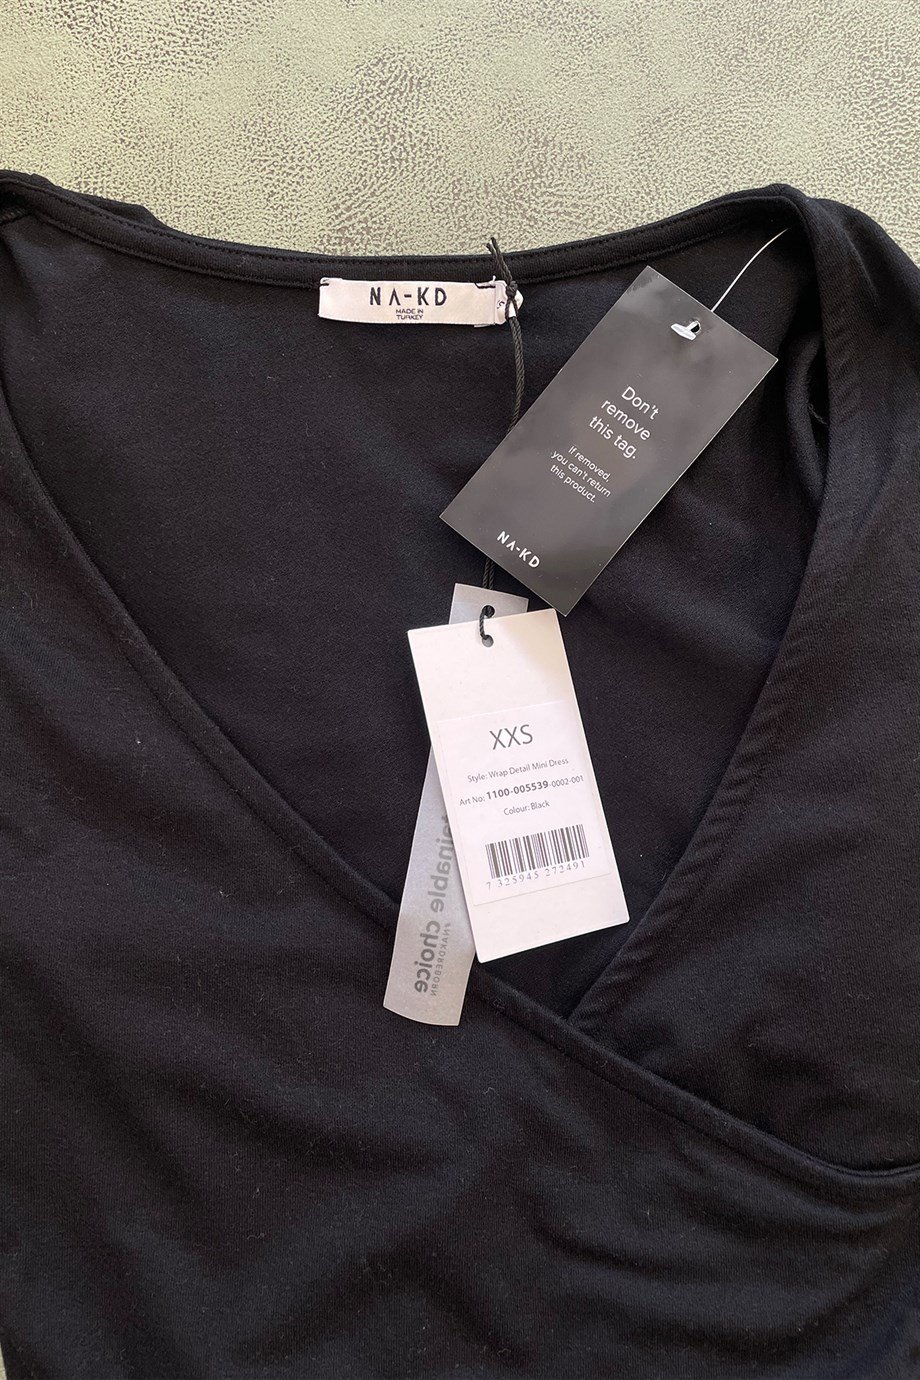 NA-KD
MADE IN
TURKEY
Don't
remove
this tag.
If removed,
you can't return
this product.
NA-KD
XXS
Style: Wrap Detail Mini Dress
Art No: 1100-005539-0002-001
Colour: Black
7 325945 272491
tainable choice
#NAKDREBORN